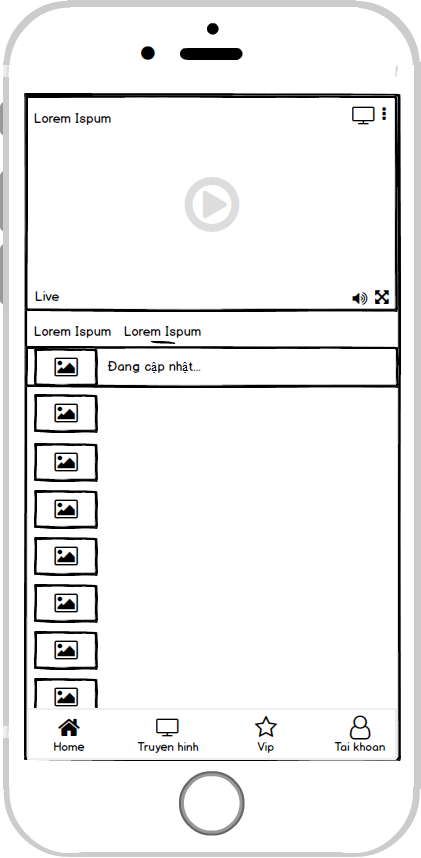 Lorem Ispum
Live
Lorem Ispum Lorem Ispum
Đang cập nhật...
Home Truyen hinh Vip Tai khoan